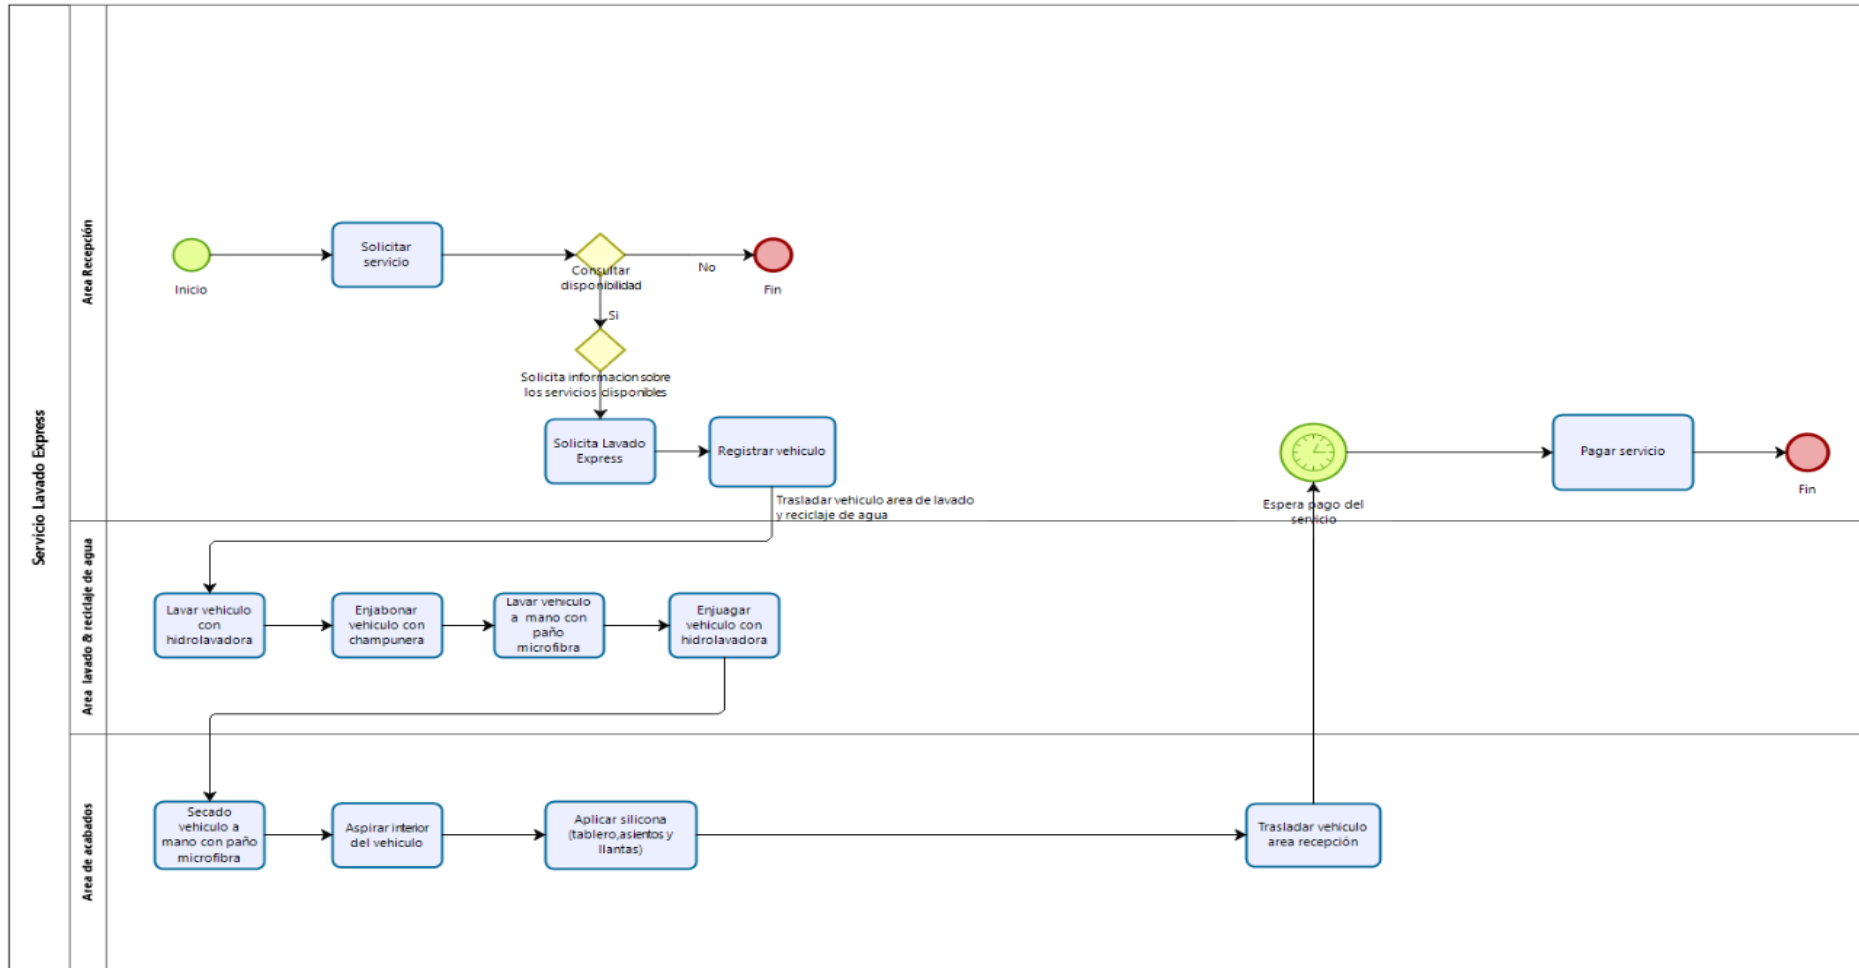 Servicio Lavado Express
Area Recepción
Inicio
Solicitar
servicio
Consultar
disponibilidad
No
Fin
Si
Solicita informacion sobre
los servicios disponibles
Solicita Lavado
Express
Registrar vehiculo
Trasladar vehiculo area de lavado
y reciclaje de agua
Espera pago del
servicio
Pagar servicio
Fin
Area lavado & reciclaje de agua
Lavar vehiculo
con
hidrolavadora
Enjabonar
vehiculo con
champunera
Lavar vehiculo
a mano con
paño
microfibra
Enjuagar
vehiculo con
hidrolavadora
Area de acabados
Secado
vehiculo a
mano con paño
microfibra
Aspirar interior
del vehiculo
Aplicar silicona
(tablero,asientos y
llantas)
Trasladar vehiculo
area recepción